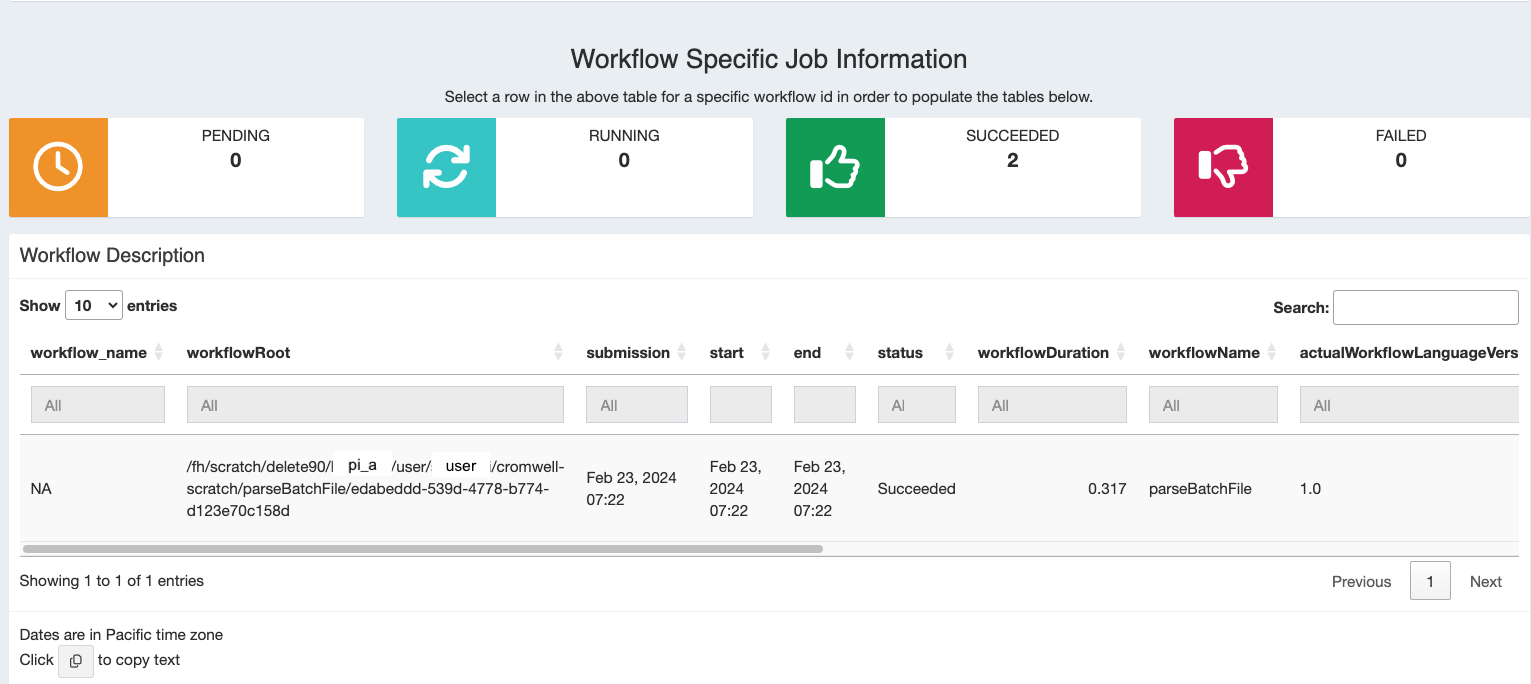 Workflow Specific Job Information
Select a row in the above table for a specific workflow id in order to populate the tables below.
PENDING
0
RUNNING
0
SUCCEEDED
2
FAILED
0
Workflow Description
Show 10 entries
Search:
workflow_name workflowRoot submission start end status workflowDuration workflowName actualWorkflowLanguageVers
All All All Al All All All
NA
/fh/scratch/delete90/ pi_a /user/ user /cromwell-
scratch/parseBatchFile/edabeddd-539d-4778-b774-
d123e70c158d
Feb 23, 2024
07:22
Feb 23,
2024
07:22
Feb 23,
2024
07:22
Succeeded
0.317
parseBatchFile
1.0
Showing 1 to 1 of 1 entries
Previous 1 Next
Dates are in Pacific time zone
Click to copy text